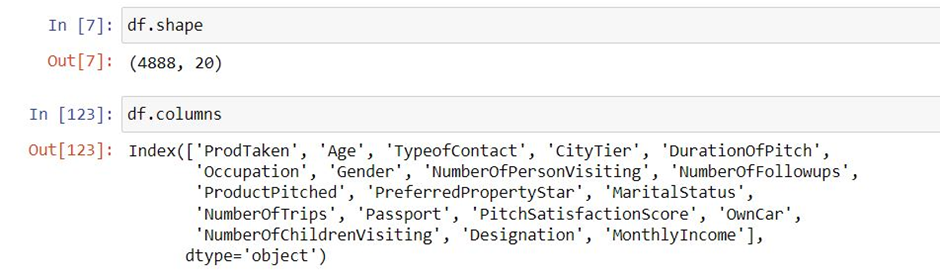 In [7]: df.shape
Out[7]: (4888, 20)
In [123]: df.columns
Out[123]: Index(['ProdTaken', 'Age', 'TypeofContact', 'CityTier', 'DurationOfPitch',
'Occupation', 'Gender', 'NumberOfPersonVisiting', 'NumberOfFollowups',
'ProductPitched', 'PreferredPropertyStar', 'MaritalStatus',
'NumberOfTrips', 'Passport', 'PitchSatisfactionScore', 'OwnCar',
'NumberOfChildrenVisiting', 'Designation', 'MonthlyIncome'],
dtype='object')